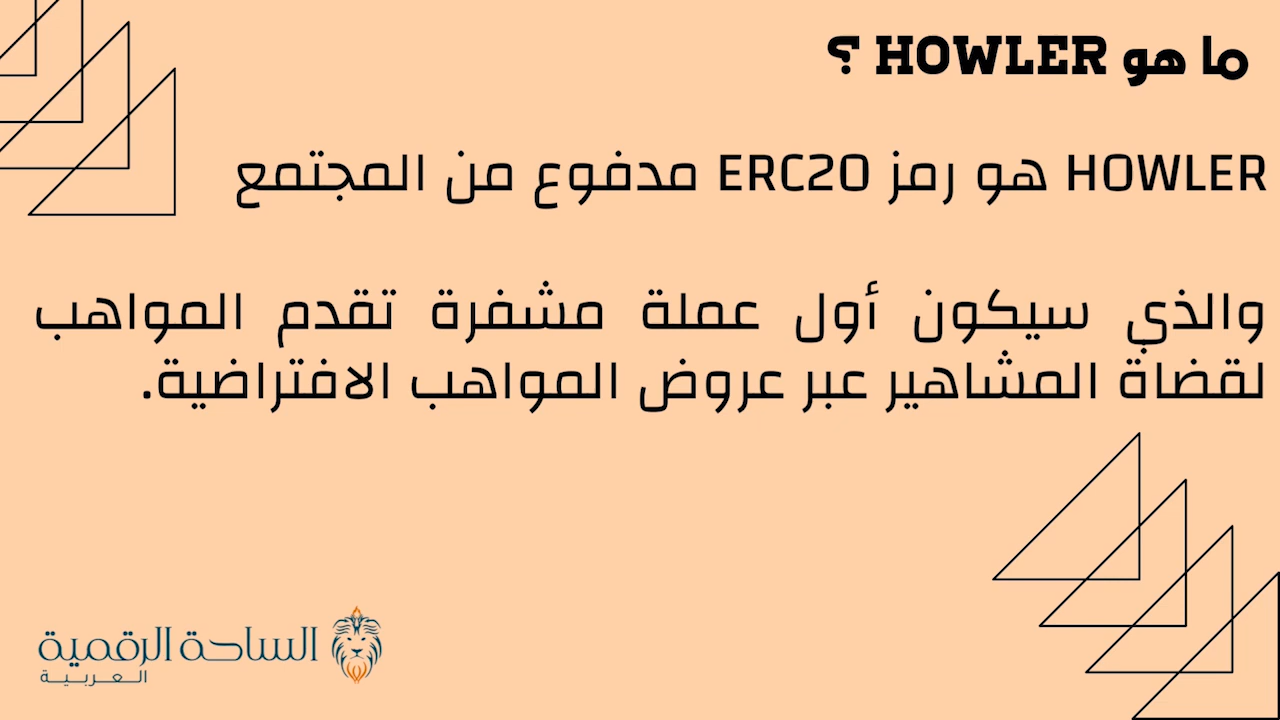 ما هو HOWLER ؟
HOWLER هو رمز ERC20 مدفوع من المجتمع
والذي سيكون أول عملة مشفرة تقدم المواهب
لقضاة المشاهير عبر عروض المواهب الافتراضية.
الساحة الرقمية
العربية